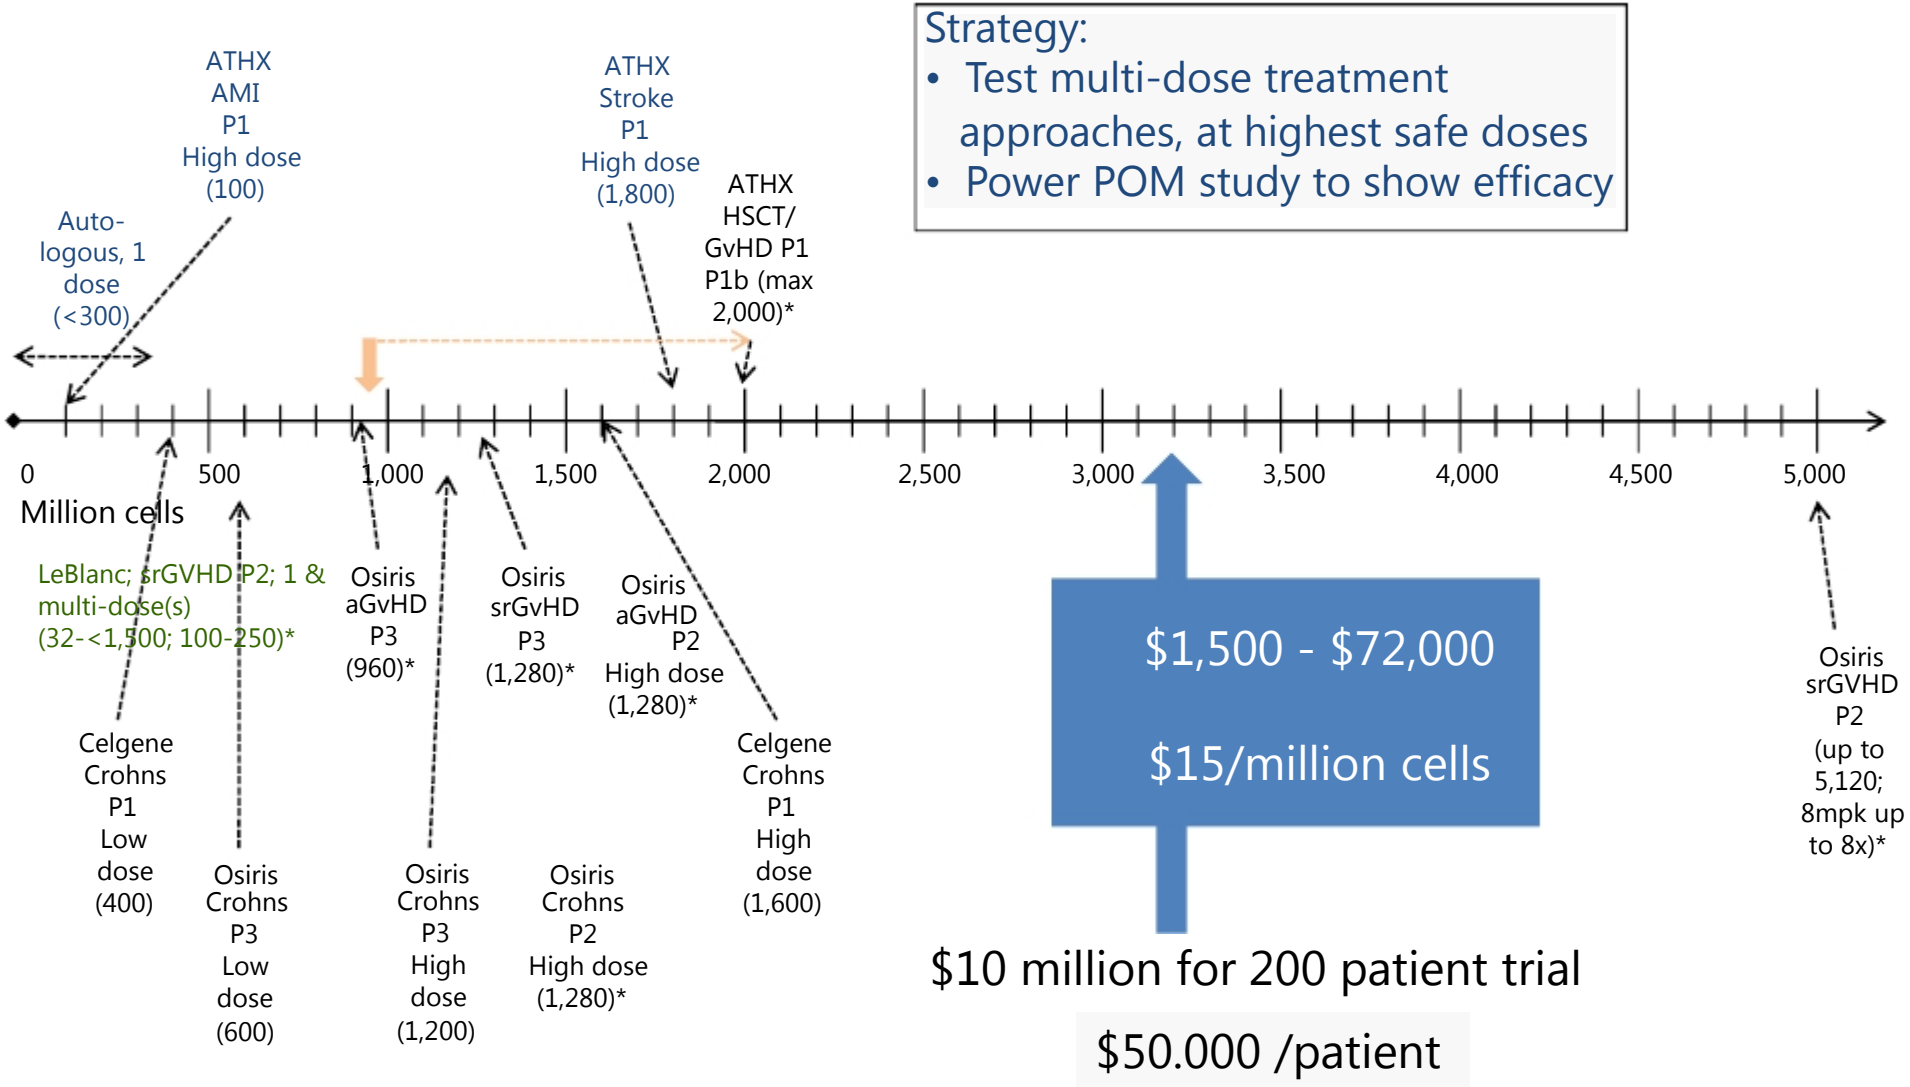 Strategy:
• Test multi-dose treatment
approaches, at highest safe doses
• Power POM study to show efficacy
ATHX
AMI
P1
High dose
(100)
ATHX
Stroke
P1
High dose
(1,800)
ATHX
HSCT/
GvHD P1
P1b (max
2,000)*
Auto-
logous, 1
dose
(<300)
0
500
1,000
1,500
2,000
2,500
3,000
3,500
4,000
4,500
5,000
Million cells
LeBlanc; srGVHD P2; 1 &
multi-dose(s)
(32-<1,500; 100-250)*
Osiris
aGvHD
P3
(960)*
Osiris
srGvHD
P3
(1,280)*
Osiris
aGvHD
P2
High dose
(1,280)*
$1,500 - $72,000
$15/million cells
Osiris
srGVHD
P2
(up to
5,120;
8mpk up
to 8x)*
Celgene
Crohns
P1
Low
dose
(400)
Osiris
Crohns
P3
Low
dose
(600)
Osiris
Crohns
P3
High
dose
(1,200)
Osiris
Crohns
P2
High dose
(1,280)*
Celgene
Crohns
P1
High
dose
(1,600)
$10 million for 200 patient trial
$50.000 /patient